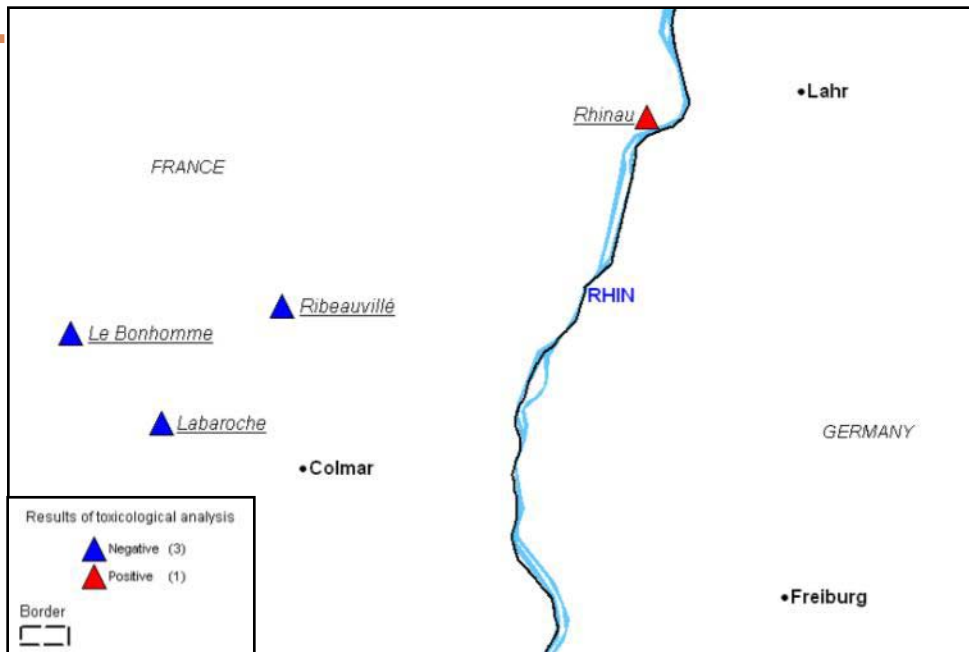 •Lahr
Rhinau
FRANCE
RHIN
Ribeauvillé
Le Bonhomme
Labaroche
GERMANY
•Colmar
Results of toxicological analysis
Negative (3)
Positive (1)
•Freiburg
Border